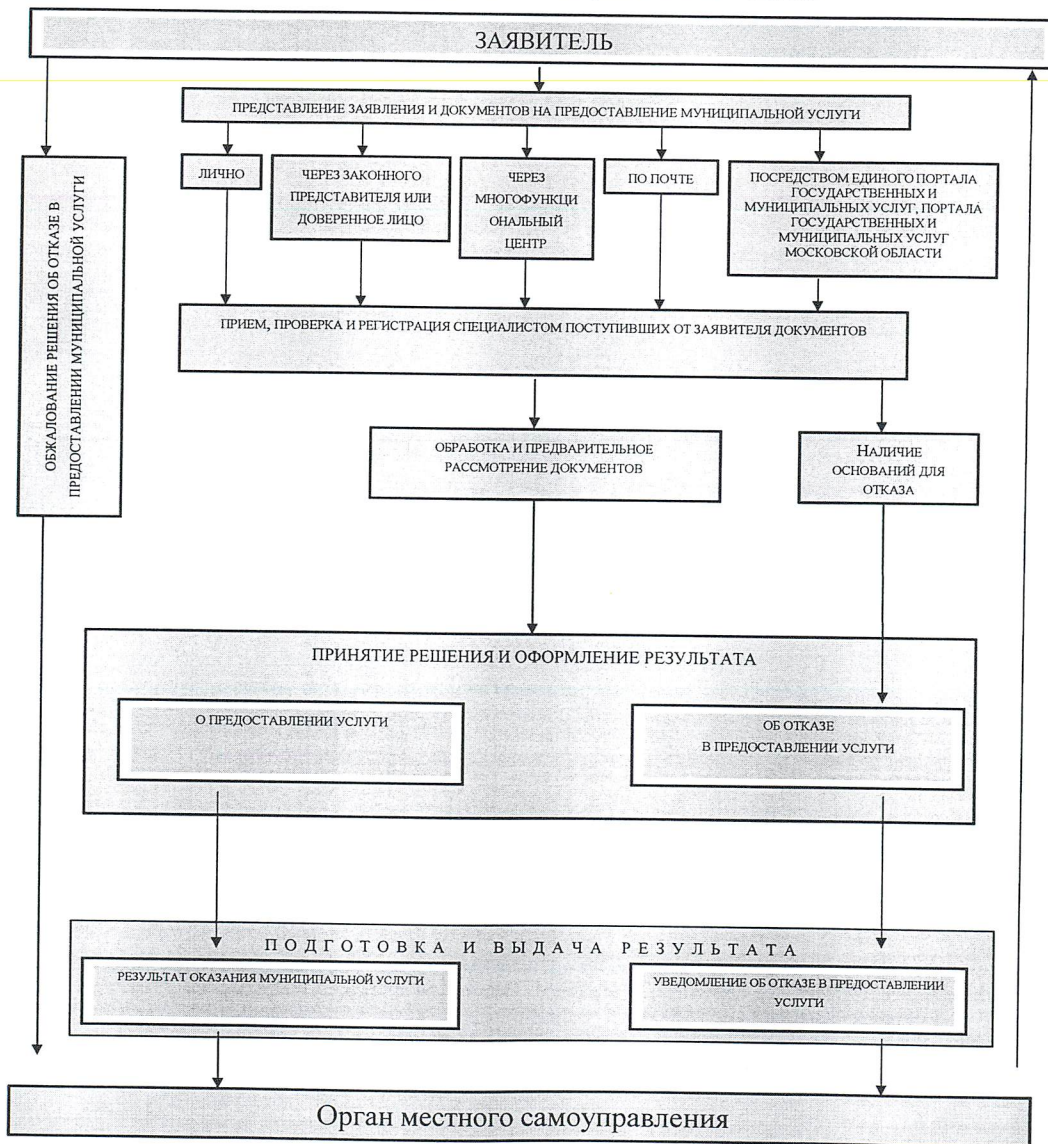 ЗАЯВИТЕЛЬ
ПРЕДСТАВЛЕНИЕ ЗАЯВЛЕНИЯ И ДОКУМЕНТОВ НА ПРЕДОСТАВЛЕНИЕ МУНИЦИПАЛЬНОЙ УСЛУГИ
ЛИЧНО
ЧЕРЕЗ ЗАКОННОГО
ПРЕДСТАВИТЕЛЯ ИЛИ
ДОВЕРЕННОЕ ЛИЦО
ЧЕРЕЗ
МНОГОФУНКЦИ
ОНАЛЬНЫЙ
ЦЕНТР
ПО ПОЧТЕ
ПОСРЕДСТВОМ ЕДИНОГО ПОРТАЛА
ГОСУДАРСТВЕННЫХ И
МУНИЦИПАЛЬНЫХ УСЛУГ, ПОРТАЛА
ГОСУДАРСТВЕННЫХ И
МУНИЦИПАЛЬНЫХ УСЛУГ
МОСКОВСКОЙ ОБЛАСТИ
ОБЖАЛОВАНИЕ РЕШЕНИЯ ОБ ОТКАЗЕ В
ПРЕДОСТАВЛЕНИИ МУНИЦИПАЛЬНОЙ УСЛУГИ
ПРИЕМ, ПРОВЕРКА И РЕГИСТРАЦИЯ СПЕЦИАЛИСТОМ ПОСТУПИВШИХ ОТ ЗАЯВИТЕЛЯ ДОКУМЕНТОВ
ОБРАБОТКА И ПРЕДВАРИТЕЛЬНОЕ
РАССМОТРЕНИЕ ДОКУМЕНТОВ
НАЛИЧИЕ
ОСНОВАНИЙ ДЛЯ
ОТКАЗА
ПРИНЯТИЕ РЕШЕНИЯ И ОФОРМЛЕНИЕ РЕЗУЛЬТАТА
О ПРЕДОСТАВЛЕНИИ УСЛУГИ
ОБ ОТКАЗЕ
В ПРЕДОСТАВЛЕНИИ УСЛУГИ
ПОДГОТОВКА И ВЫДАЧА РЕЗУЛЬТАТА
РЕЗУЛЬТАТ ОКАЗАНИЯ МУНИЦИПАЛЬНОЙ УСЛУГИ
УВЕДОМЛЕНИЕ ОБ ОТКАЗЕ В ПРЕДОСТАВЛЕНИИ
УСЛУГИ
Орган местного самоуправления